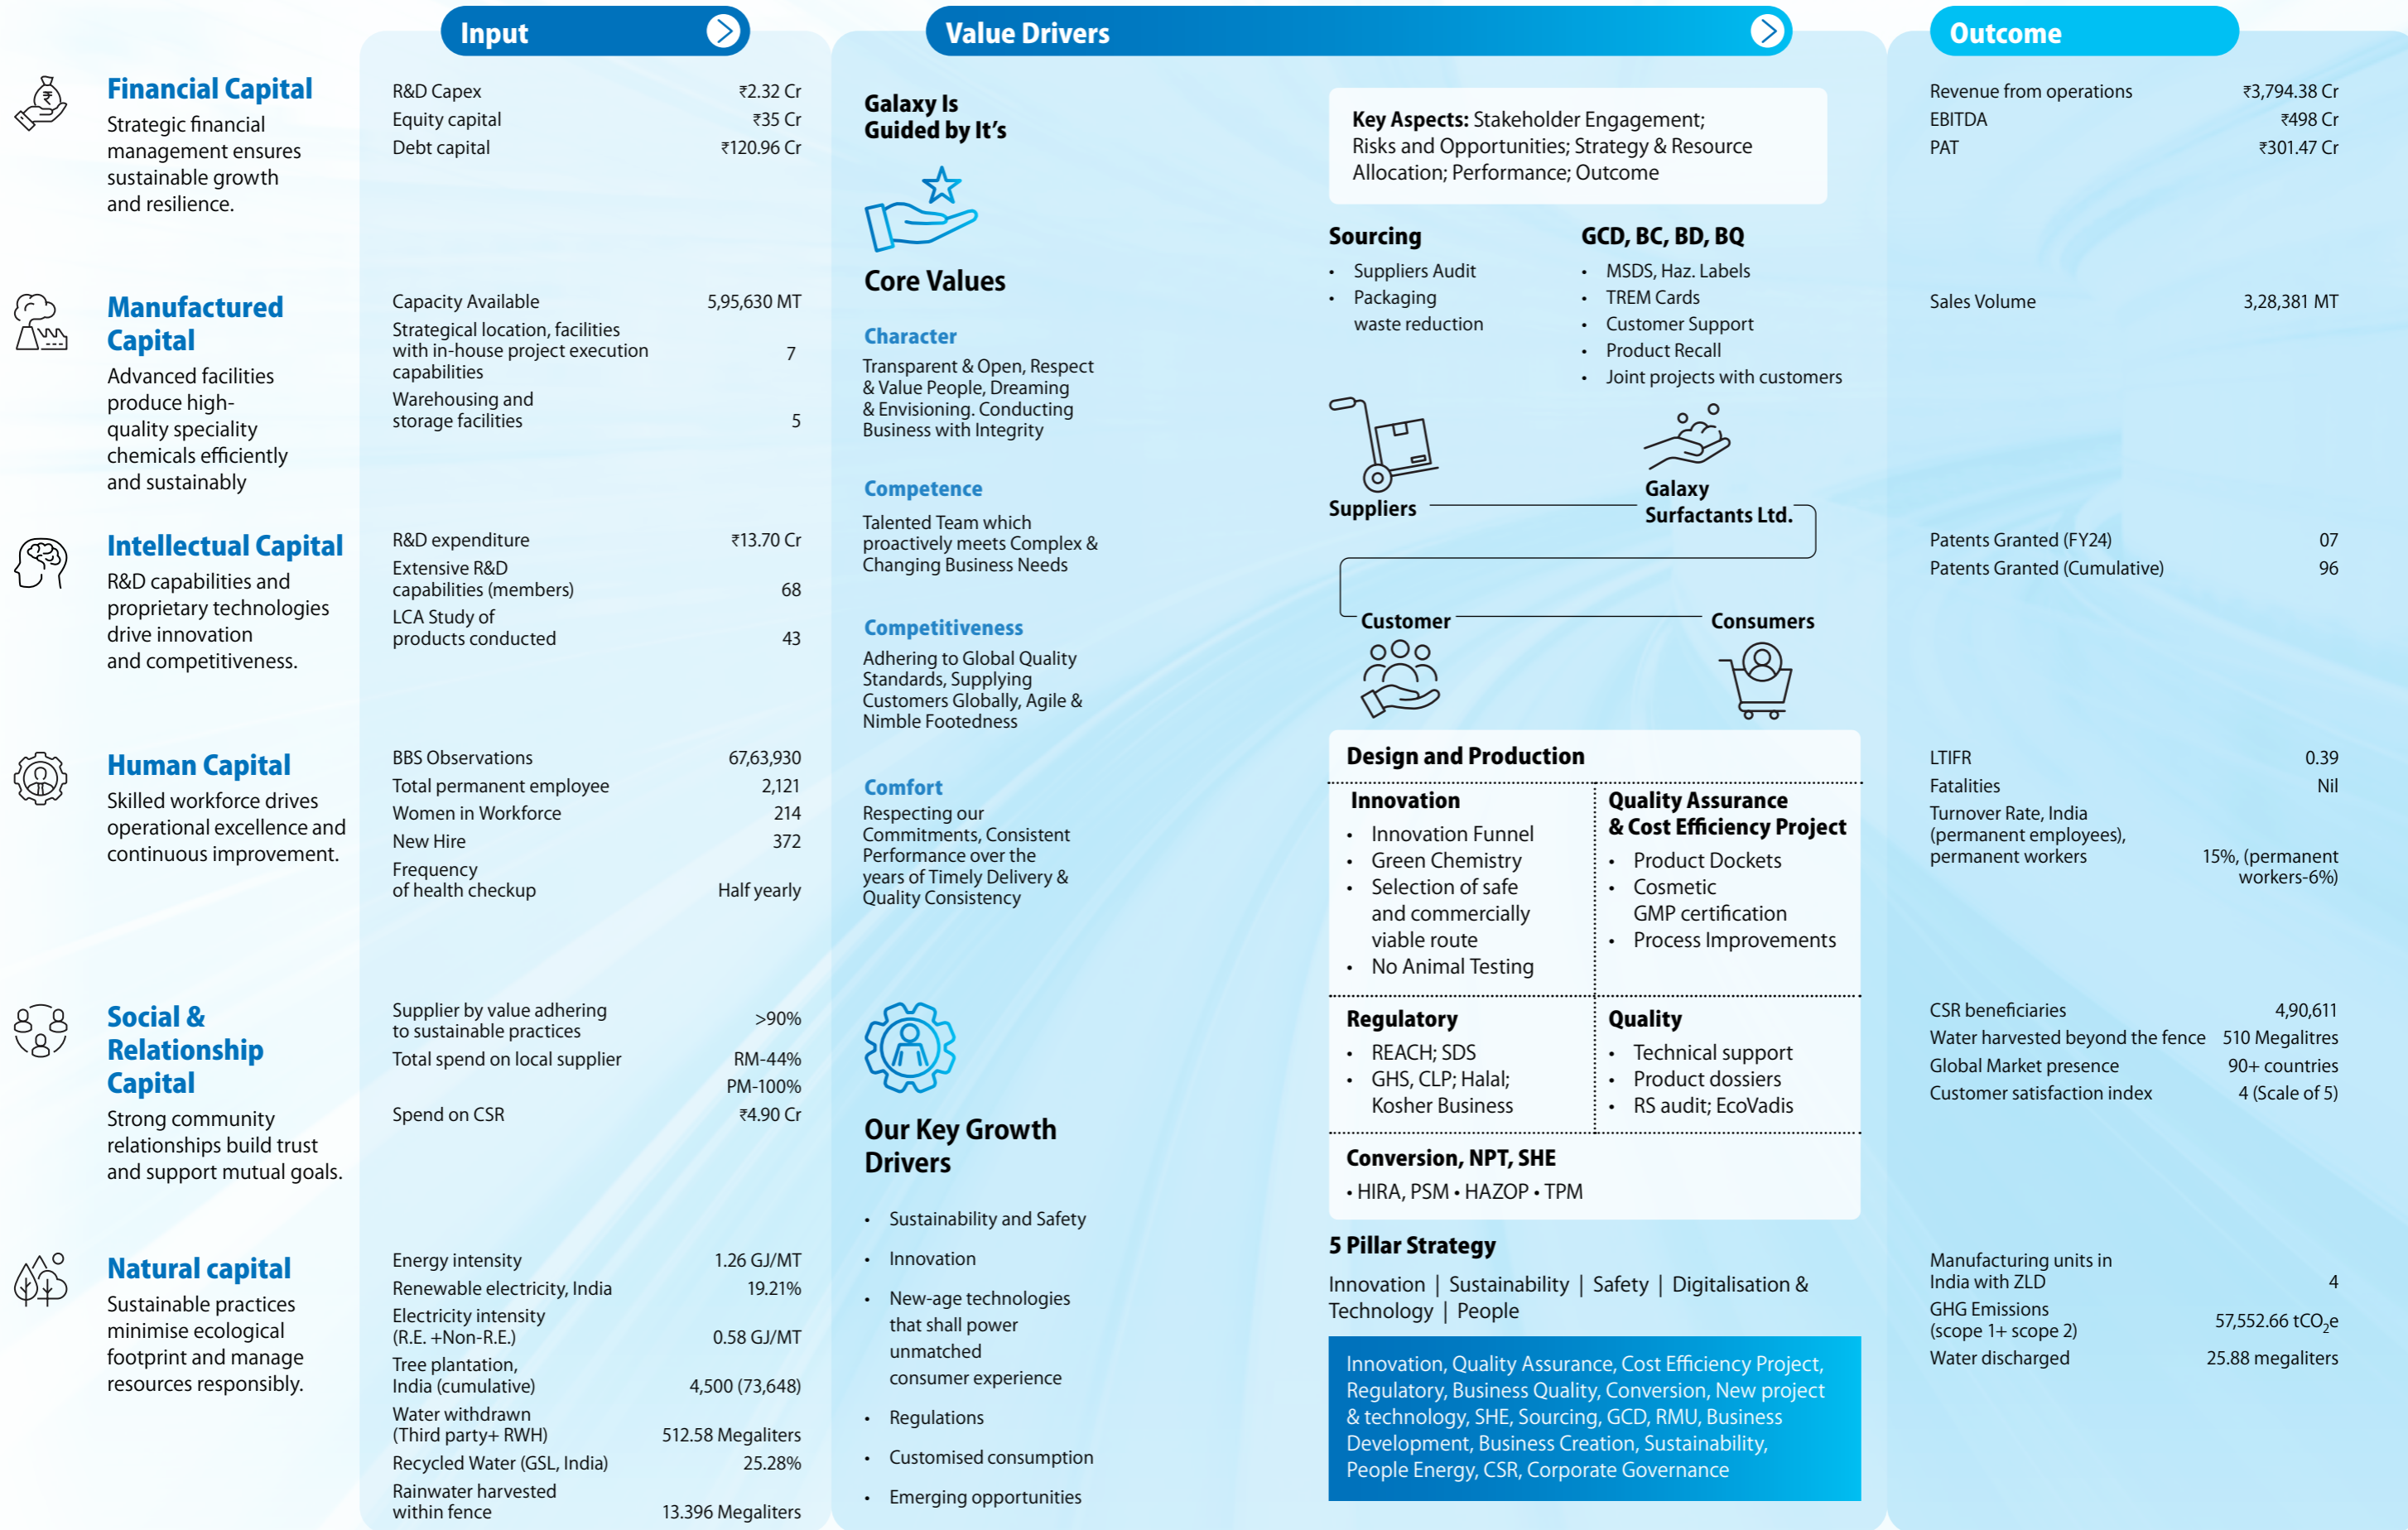 Input
Value Drivers
Outcome
Financial Capital
Strategic financial
management ensures
sustainable growth
and resilience.
R&D Capex ₹2.32 Cr
Equity capital ₹35 Cr
Debt capital ₹120.96 Cr
Revenue from operations ₹3,794.38 Cr
EBITDA ₹498 Cr
PAT ₹301.47 Cr
Manufactured
Capital
Advanced facilities
produce high-
quality speciality
chemicals efficiently
and sustainably
Capacity Available 5,95,630 MT
Strategical location, facilities
with in-house project execution 7
capabilities
Warehousing and
storage facilities 5
Sales Volume 3,28,381 MT
Intellectual Capital
R&D capabilities and
proprietary technologies
drive innovation
and competitiveness.
R&D expenditure ₹13.70 Cr
Extensive R&D
capabilities (members) 68
LCA Study of
products conducted 43
Patents Granted (FY24) 07
Patents Granted (Cumulative) 96
Human Capital
Skilled workforce drives
operational excellence and
continuous improvement.
BBS Observations 67,63,930
Total permanent employee 2,121
Women in Workforce 214
New Hire 372
Frequency
of health checkup Half yearly
LTIFR 0.39
Fatalities Nil
Turnover Rate, India
(permanent employees),
permanent workers 15%, (permanent
workers-6%)
Social &
Relationship
Capital
Strong community
relationships build trust
and support mutual goals.
Supplier by value adhering
to sustainable practices >90%
Total spend on local supplier RM-44%
PM-100%
Spend on CSR ₹4.90 Cr
CSR beneficiaries 4,90,611
Water harvested beyond the fence 510 Megalitres
Global Market presence 90+ countries
Customer satisfaction index 4 (Scale of 5)
Natural capital
Sustainable practices
minimise ecological
footprint and manage
resources responsibly.
Energy intensity 1.26 GJ/MT
Renewable electricity, India 19.21%
Electricity intensity
(R.E. +Non-R.E.) 0.58 GJ/MT
Tree plantation,
India (cumulative) 4,500 (73,648)
Water withdrawn
(Third party+ RWH) 512.58 Megaliters
Recycled Water (GSL, India) 25.28%
Rainwater harvested
within fence 13.396 Megaliters
Manufacturing units in
India with ZLD 4
GHG Emissions
(scope 1+ scope 2) 57,552.66 tCO₂e
Water discharged 25.88 megaliters
Galaxy Is
Guided by It's
Core Values
Character
Transparent & Open, Respect
& Value People, Dreaming
& Envisioning. Conducting
Business with Integrity
Competence
Talented Team which
proactively meets Complex &
Changing Business Needs
Competitiveness
Adhering to Global Quality
Standards, Supplying
Customers Globally, Agile &
Nimble Footedness
Comfort
Respecting our
Commitments, Consistent
Performance over the
years of Timely Delivery &
Quality Consistency
Our Key Growth
Drivers
• Sustainability and Safety
• Innovation
• New-age technologies
that shall power
unmatched
consumer experience
• Regulations
• Customised consumption
• Emerging opportunities
Key Aspects: Stakeholder Engagement;
Risks and Opportunities; Strategy & Resource
Allocation; Performance; Outcome
Sourcing
• Suppliers Audit
• Packaging
waste reduction
GCD, BC, BD, BQ
• MSDS, Haz. Labels
• TREM Cards
• Customer Support
• Product Recall
• Joint projects with customers
Suppliers
Galaxy
Surfactants Ltd.
Customer
Consumers
Design and Production
Innovation
• Innovation Funnel
• Green Chemistry
• Selection of safe
and commercially
viable route
• No Animal Testing
Quality Assurance
& Cost Efficiency Project
• Product Dockets
• Cosmetic
GMP certification
• Process Improvements
Regulatory
• REACH; SDS
• GHS, CLP; Halal;
Kosher Business
Quality
• Technical support
• Product dossiers
• RS audit; EcoVadis
Conversion, NPT, SHE
• HIRA, PSM • HAZOP • TPM
5 Pillar Strategy
Innovation | Sustainability | Safety | Digitalisation &
Technology | People
Innovation, Quality Assurance, Cost Efficiency Project,
Regulatory, Business Quality, Conversion, New project
& technology, SHE, Sourcing, GCD, RMU, Business
Development, Business Creation, Sustainability,
People Energy, CSR, Corporate Governance